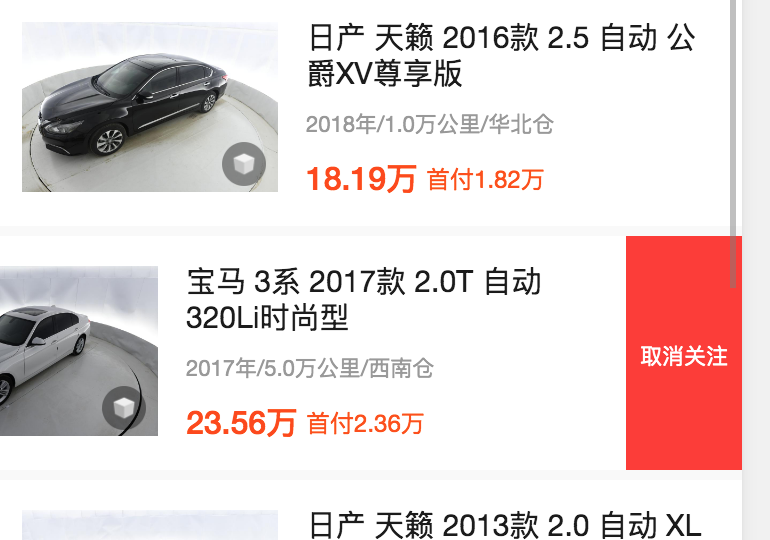 日产 天籁 2016款 2.5 自动 公
爵XV尊享版
2018年/1.0万公里/华北仓
18.19万 首付1.82万
宝马 3系 2017款 2.0T 自动
320Li时尚型
2017年/5.0万公里/西南仓
23.56万 首付2.36万
取消关注
日产 天籁 2013款 2.0 自动 XL